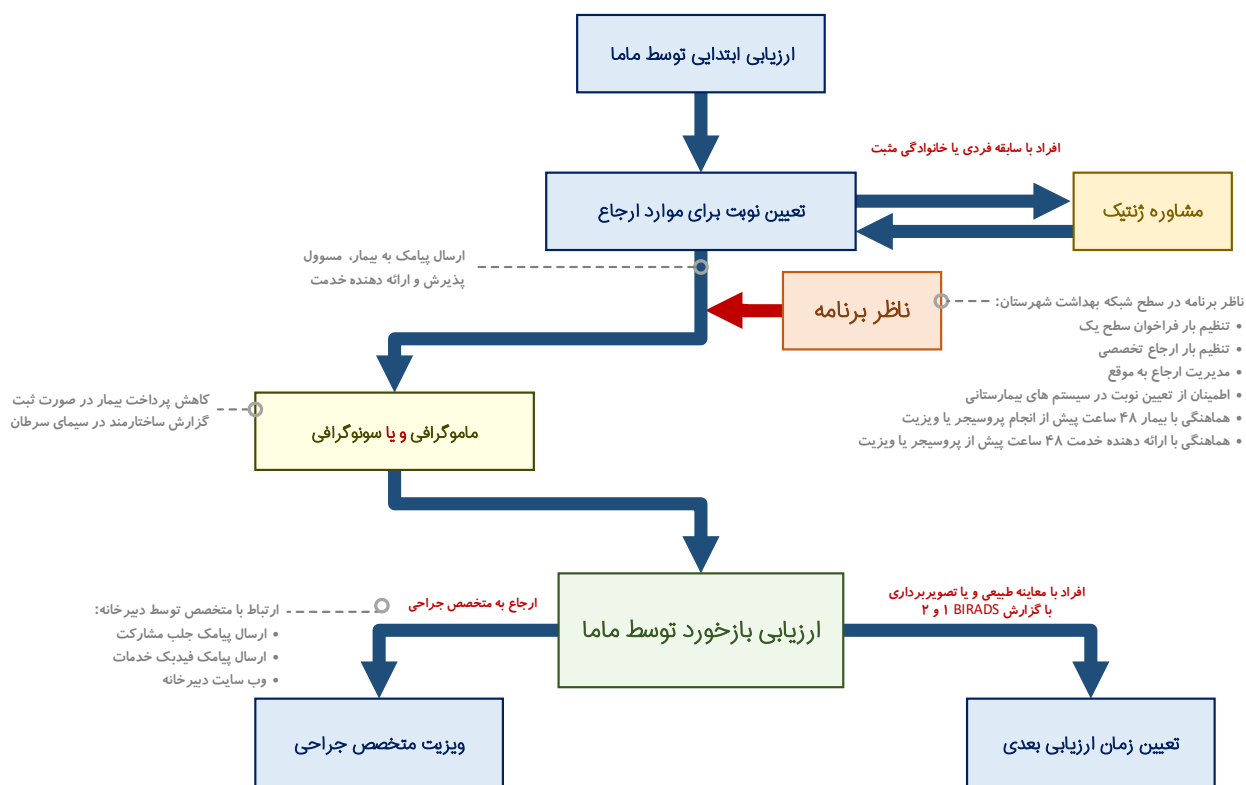 ارزیابی ابتدایی توسط ماما
افراد با سابقه فردی یا خانوادگی مثبت
تعیین نوبت برای موارد ارجاع
مشاوره ژنتیک
ارسال پیامک به بیمار، مسوول
پذیرش و ارائه دهنده خدمت
ناظر برنامه
ناظر برنامه در سطح شبکه بهداشت شهرستان:
• تنظیم بار فراخوان سطح یک
• تنظیم بار ارجاع تخصصی
• مدیریت ارجاع به موقع
• اطمینان از تعیین نوبت در سیستم های بیمارستانی
• هماهنگی با بیمار ۴۸ ساعت پیش از انجام پروسیجر یا ویزیت
• هماهنگی با ارائه دهنده خدمت ۴۸ ساعت پیش از پروسیجر یا ویزیت
کاهش پرداخت بیمار در صورت ثبت
گزارش ساختارمند در سیمای سرطان
ماموگرافی و یا سونوگرافی
افراد با معاینه طبیعی و یا تصویربرداری
با گزارش BIRADS ۱ و ۲
ارزیابی بازخورد توسط ماما
ارجاع به متخصص جراحی
ارتباط با متخصص توسط دبیرخانه:
• ارسال پیامک جلب مشارکت
• ارسال پیامک فیدبک خدمات
• وب سایت دبیرخانه
تعیین زمان ارزیابی بعدی
ویزیت متخصص جراحی